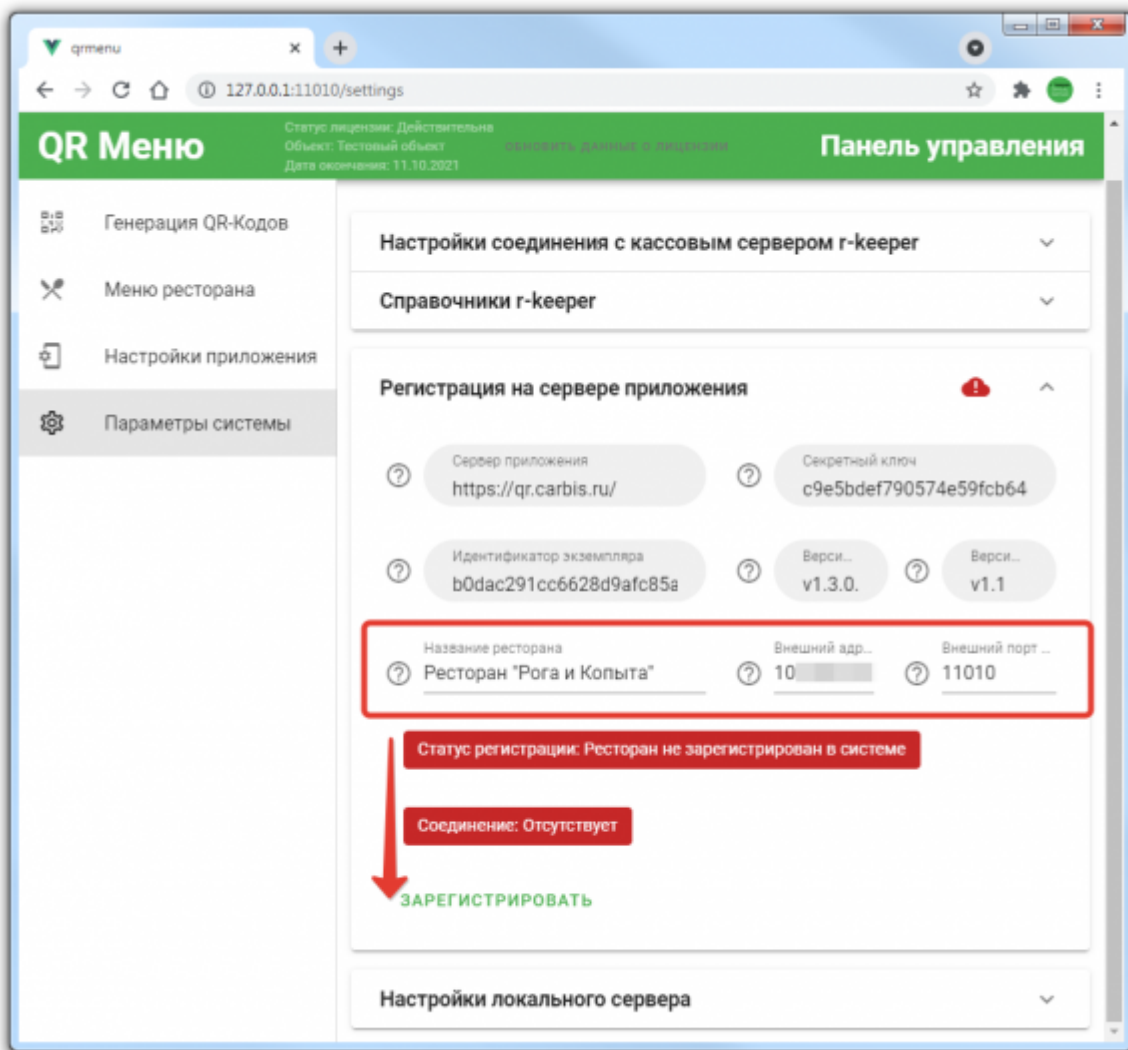 qrmenu
127.0.0.1:11010/settings
QR Меню
Статус лицензии: Действительна
Объект: Тестовый объект
Дата окончания: 11.10.2021
ОБНОВИТЬ ДАННЫЕ О ЛИЦЕНЗИИ
Панель управления
Генерация QR-Кодов
Меню ресторана
Настройки приложения
Параметры системы
Настройки соединения с кассовым сервером r-keeper
Справочники r-keeper
Регистрация на сервере приложения
Сервер приложения
https://qr.carbis.ru/
Секретный ключ
c9e5bdef790574e59fcb64
Идентификатор экземпляра
b0dac291cc6628d9afc85a
Верси...
v1.3.0.
Верси...
v1.1
Название ресторана
Ресторан "Рога и Копыта"
Внешний адр...
10
Внешний порт ...
11010
Статус регистрации: Ресторан не зарегистрирован в системе
Соединение: Отсутствует
ЗАРЕГИСТРИРОВАТЬ
Настройки локального сервера